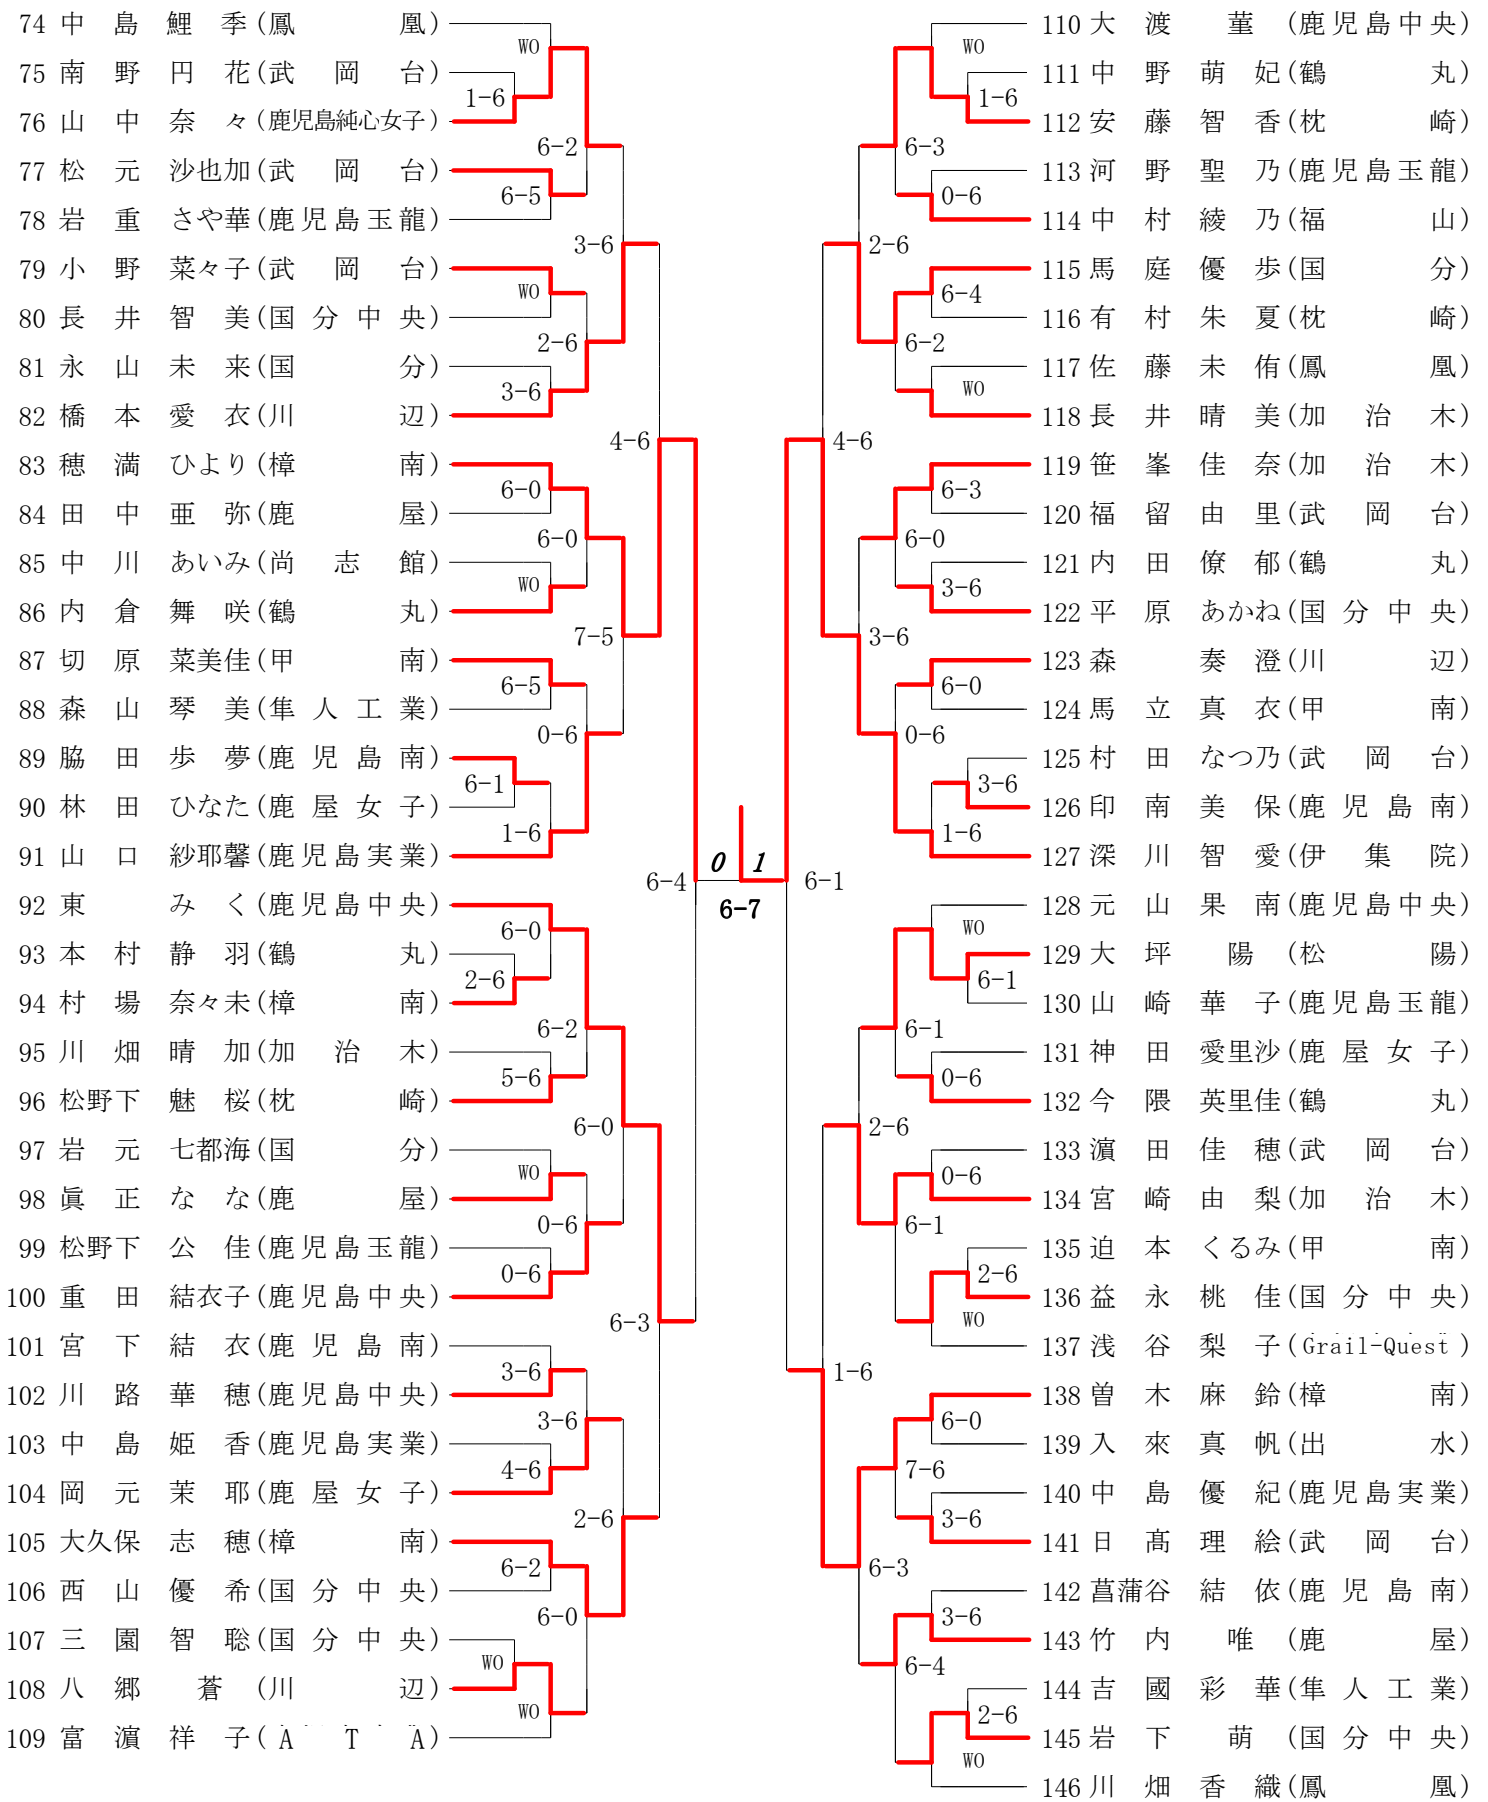 74 中 島 鯉 季 (鳳 凰)
WO
75 南 野 円 花 (武 岡 台)
1-6
76 山 中 奈 々 (鹿児島純心女子)
6-2
77 松 元 沙也加 (武 岡 台)
6-5
78 岩 重 さや華 (鹿児島玉龍)
3-6
79 小 野 菜々子 (武 岡 台)
WO
80 長 井 智 美 (国分中央)
2-6
81 永 山 未 来 (国 分)
3-6
82 橋 本 愛 衣 (川 辺)
4-6
83 穂 満 ひより (樟 南)
6-0
84 田 中 亜 弥 (鹿 屋)
6-0
85 中 川 あいみ (尚 志 館)
WO
86 内 倉 舞 咲 (鶴 丸)
7-5
87 切 原 菜美佳 (甲 南)
6-5
88 森 山 琴 美 (隼人工業)
0-6
89 脇 田 歩 夢 (鹿児島南)
6-1
90 林 田 ひなた (鹿屋女子)
1-6
91 山 口 紗耶馨 (鹿児島実業)
6-4
92 東 み く (鹿児島中央)
6-0
93 本 村 静 羽 (鶴 丸)
2-6
94 村 場 奈々未 (樟 南)
6-2
95 川 畑 晴 加 (加 治 木)
5-6
96 松野下 魅 桜 (枕 崎)
6-0
97 岩 元 七都海 (国 分)
WO
98 眞 正 な な (鹿 屋)
0-6
99 松野下 公 佳 (鹿児島玉龍)
0-6
100 重 田 結衣子 (鹿児島中央)
6-3
101 宮 下 結 衣 (鹿児島南)
3-6
102 川 路 華 穂 (鹿児島中央)
3-6
103 中 島 姫 香 (鹿児島実業)
4-6
104 岡 元 茉 耶 (鹿屋女子)
2-6
105 大久保 志 穂 (樟 南)
6-2
106 西 山 優 希 (国分中央)
6-0
107 三 園 智 聡 (国分中央)
WO
108 八 郷 蒼 (川 辺)
WO
109 富 濵 祥 子 (A T A)
0 1
6-7
110 大 渡 菫 (鹿児島中央)
WO
111 中 野 萌 妃 (鶴 丸)
1-6
112 安 藤 智 香 (枕 崎)
6-3
113 河 野 聖 乃 (鹿児島玉龍)
0-6
114 中 村 綾 乃 (福 山)
2-6
115 馬 庭 優 歩 (国 分)
6-4
116 有 村 朱 夏 (枕 崎)
6-2
117 佐 藤 未 侑 (鳳 凰)
WO
118 長 井 晴 美 (加 治 木)
4-6
119 笹 峯 佳 奈 (加 治 木)
6-3
120 福 留 由 里 (武 岡 台)
6-0
121 内 田 僚 郁 (鶴 丸)
3-6
122 平 原 あかね (国分中央)
3-6
123 森 奏 澄 (川 辺)
6-0
124 馬 立 真 衣 (甲 南)
0-6
125 村 田 なつ乃 (武 岡 台)
3-6
126 印 南 美 保 (鹿児島南)
1-6
127 深 川 智 愛 (伊 集 院)
6-1
128 元 山 果 南 (鹿児島中央)
WO
129 大 坪 陽 (松 陽)
6-1
130 山 崎 華 子 (鹿児島玉龍)
6-1
131 神 田 愛里沙 (鹿屋女子)
0-6
132 今 隈 英里佳 (鶴 丸)
2-6
133 濵 田 佳 穂 (武 岡 台)
0-6
134 宮 崎 由 梨 (加 治 木)
6-1
135 迫 本 くるみ (甲 南)
2-6
136 益 永 桃 佳 (国分中央)
WO
137 浅 谷 梨 子 (Grail-Quest)
1-6
138 曽 木 麻 鈴 (樟 南)
6-0
139 入 來 真 帆 (出 水)
7-6
140 中 島 優 紀 (鹿児島実業)
3-6
141 日 髙 理 絵 (武 岡 台)
6-3
142 菖蒲谷 結 依 (鹿児島南)
3-6
143 竹 内 唯 (鹿 屋)
6-4
144 吉 國 彩 華 (隼人工業)
2-6
145 岩 下 萌 (国分中央)
WO
146 川 畑 香 織 (鳳 凰)